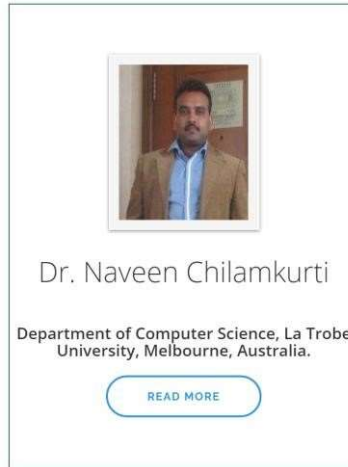 Dr. Naveen Chilamkurti
Department of Computer Science, La Trobe
University, Melbourne, Australia.
READ MORE